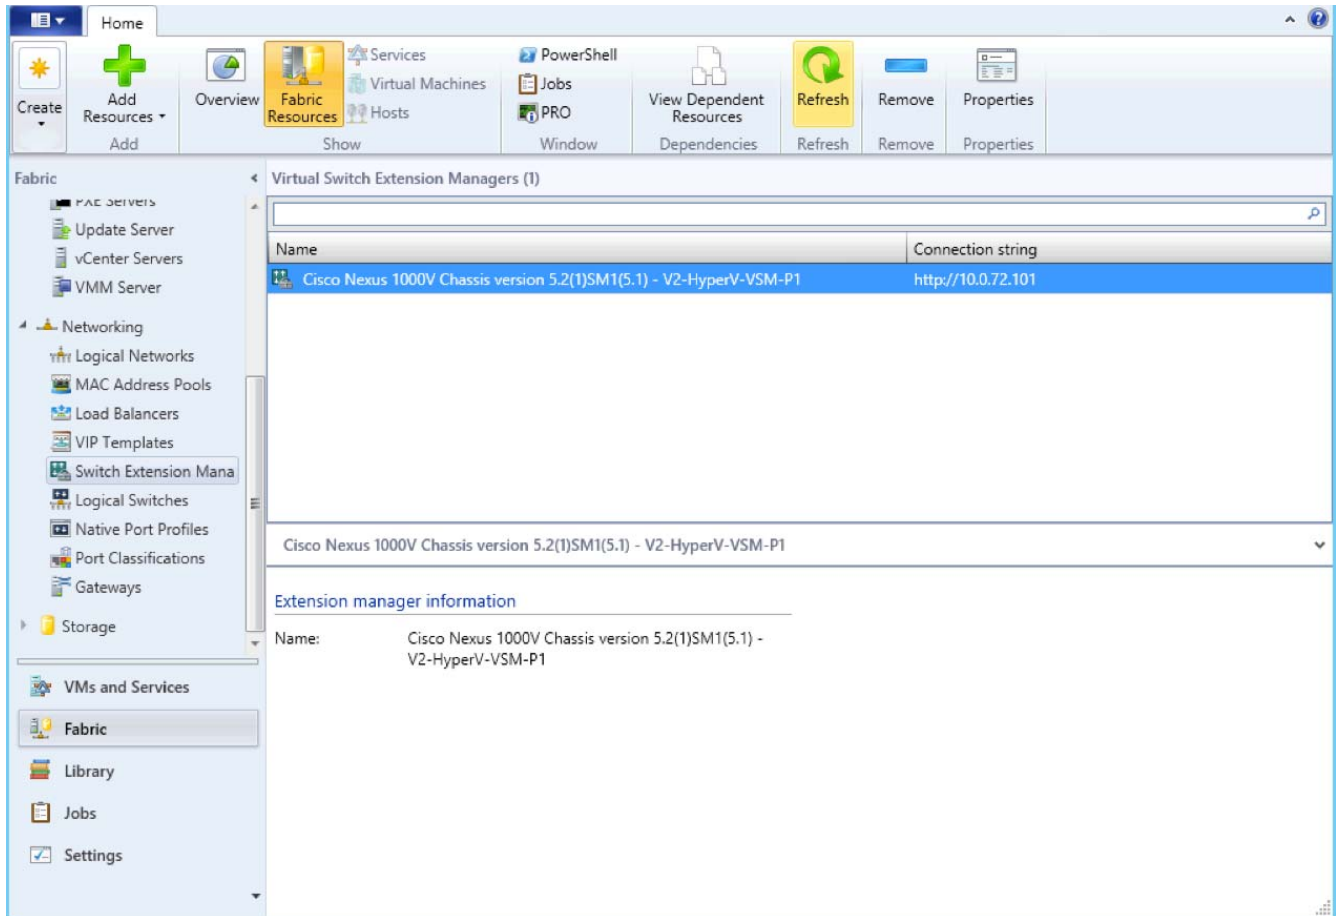 Home
Create
Add
Resources
Add
Overview
Fabric
Resources
Services
Virtual Machines
Hosts
Show
PowerShell
Jobs
PRO
Window
View Dependent
Resources
Dependencies
Refresh
Refresh
Remove
Remove
Properties
Properties
Fabric
PXE Servers
Update Server
vCenter Servers
VMM Server
Networking
Logical Networks
MAC Address Pools
Load Balancers
VIP Templates
Switch Extension Mana
Logical Switches
Native Port Profiles
Port Classifications
Gateways
Storage
VMs and Services
Fabric
Library
Jobs
Settings
Virtual Switch Extension Managers (1)
Name Connection string
Cisco Nexus 1000V Chassis version 5.2(1)SM1(5.1) - V2-HyperV-VSM-P1 http://10.0.72.101
Cisco Nexus 1000V Chassis version 5.2(1)SM1(5.1) - V2-HyperV-VSM-P1
Extension manager information
Name: Cisco Nexus 1000V Chassis version 5.2(1)SM1(5.1) -
V2-HyperV-VSM-P1